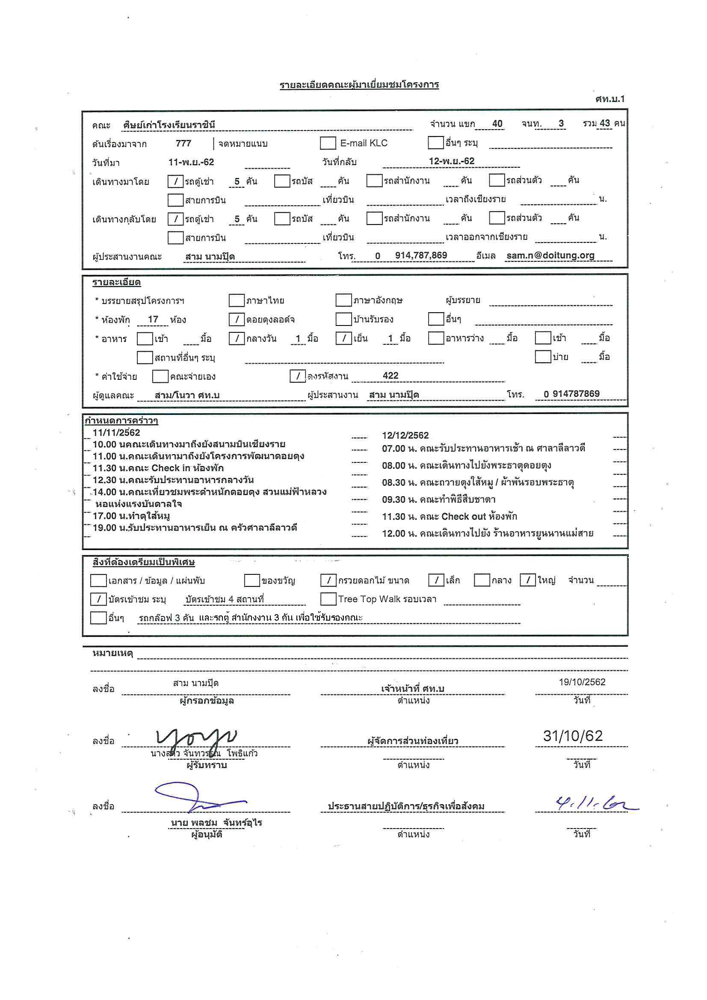 รายละเอียดคณะผู้มาเยี่ยมชมโครงการ
ศท.บ.1
คณะ ศิษย์เก่าโรงเรียนราชินี จำนวน แขก 40 จนท. 3 รวม 43 คน
ต้นเรื่องมาจาก 777 จดหมายแนบ E-mail KLC อื่นๆ ระบุ
วันที่มา 11-พ.ย.-62 วันที่กลับ 12-พ.ย.-62
เดินทางมาโดย / รถตู้เช่า 5 คัน รถบัส คัน รถสำนักงาน คัน รถส่วนตัว คัน
สายการบิน เที่ยวบิน เวลาถึงเชียงราย น.
เดินทางกลับโดย / รถตู้เช่า 5 คัน รถบัส คัน รถสำนักงาน คัน รถส่วนตัว คัน
สายการบิน เที่ยวบิน เวลาออกจากเชียงราย น.
ผู้ประสานงานคณะ สาม นามปุ๊ด โทร. 0 914,787,869 อีเมล sam.n@doitung.org
รายละเอียด
* บรรยายสรุปโครงการฯ ภาษาไทย ภาษาอังกฤษ ผู้บรรยาย
* ห้องพัก 17 ห้อง / ดอยตุงลอด์จ บ้านรับรอง อื่นๆ
* อาหาร เช้า มื้อ / กลางวัน 1 มื้อ / เย็น 1 มื้อ อาหารว่าง มื้อ เช้า มื้อ
สถานที่อื่นๆ ระบุ บ่าย มื้อ
* ค่าใช้จ่าย คณะจ่ายเอง / ลงรหัสงาน 422
ผู้ดูแลคณะ สาม/โนวา ศท.บ ผู้ประสานงาน สาม นามปุ๊ด โทร. 0 914787869
กำหนดการคร่าวๆ
11/11/2562
10.00 นคณะเดินทางมาถึงยังสนามบินเชียงราย
11.00 น.คณะเดินทามาถึงยังโครงการพัฒนาดอยตุง
11.30 น.คณะ Check in ห้องพัก
12.30 น.คณะรับประทานอาหารกลางวัน
14.00 น.คณะเที่ยวชมพระตำหนักดอยตุง สวนแม่ฟ้าหลวง
หอแห่งแรงบันดาลใจ
17.00 น.ทำตุใส้หมู
19.00 น.รับประทานอาหารเย็น ณ ครัวศาลาลีลาวดี
12/12/2562
07.00 น. คณะรับประทานอาหารเช้า ณ ศาลาลีลาวดี
08.00 น. คณะเดินทางไปยังพระธาตุดอยตุง
08.30 น. คณะถวายตุงใส้หมู / ผ้าพันรอบพระธาตุ
09.30 น. คณะทำพิธีสืบชาตา
11.30 น. คณะ Check out ห้องพัก
12.00 น. คณะเดินทางไปยัง ร้านอาหารยูนนานแม่สาย
สิ่งที่ต้องเตรียมเป็นพิเศษ
เอกสาร / ข้อมูล / แผ่นพับ ของขวัญ / กรวยดอกไม้ ขนาด / เล็ก กลาง / ใหญ่ จำนวน
/ บัตรเข้าชม ระบุ บัตรเข้าชม 4 สถานที่ Tree Top Walk รอบเวลา
อื่นๆ รถกล๊อฟ 3 คัน และรถตู้ สำนักงงาน 3 คัน เพื่อใช้รับรองคณะ
หมายเหตุ
ลงชื่อ สาม นามปุ๊ด เจ้าหน้าที่ ศท.บ 19/10/2562
ผู้กรอกข้อมูล ตำแหน่ง วันที่
ลงชื่อ ผู้จัดการส่วนท่องเที่ยว 31/10/62
นางสาว จันทวรรณ โพธิแก้ว
ผู้รับทราบ ตำแหน่ง วันที่
ลงชื่อ ประธานสายปฏิบัติการ/ธุรกิจเพื่อสังคม 4.11.62
นาย พลชม จันทร์อุไร
ผู้อนุมัติ ตำแหน่ง วันที่